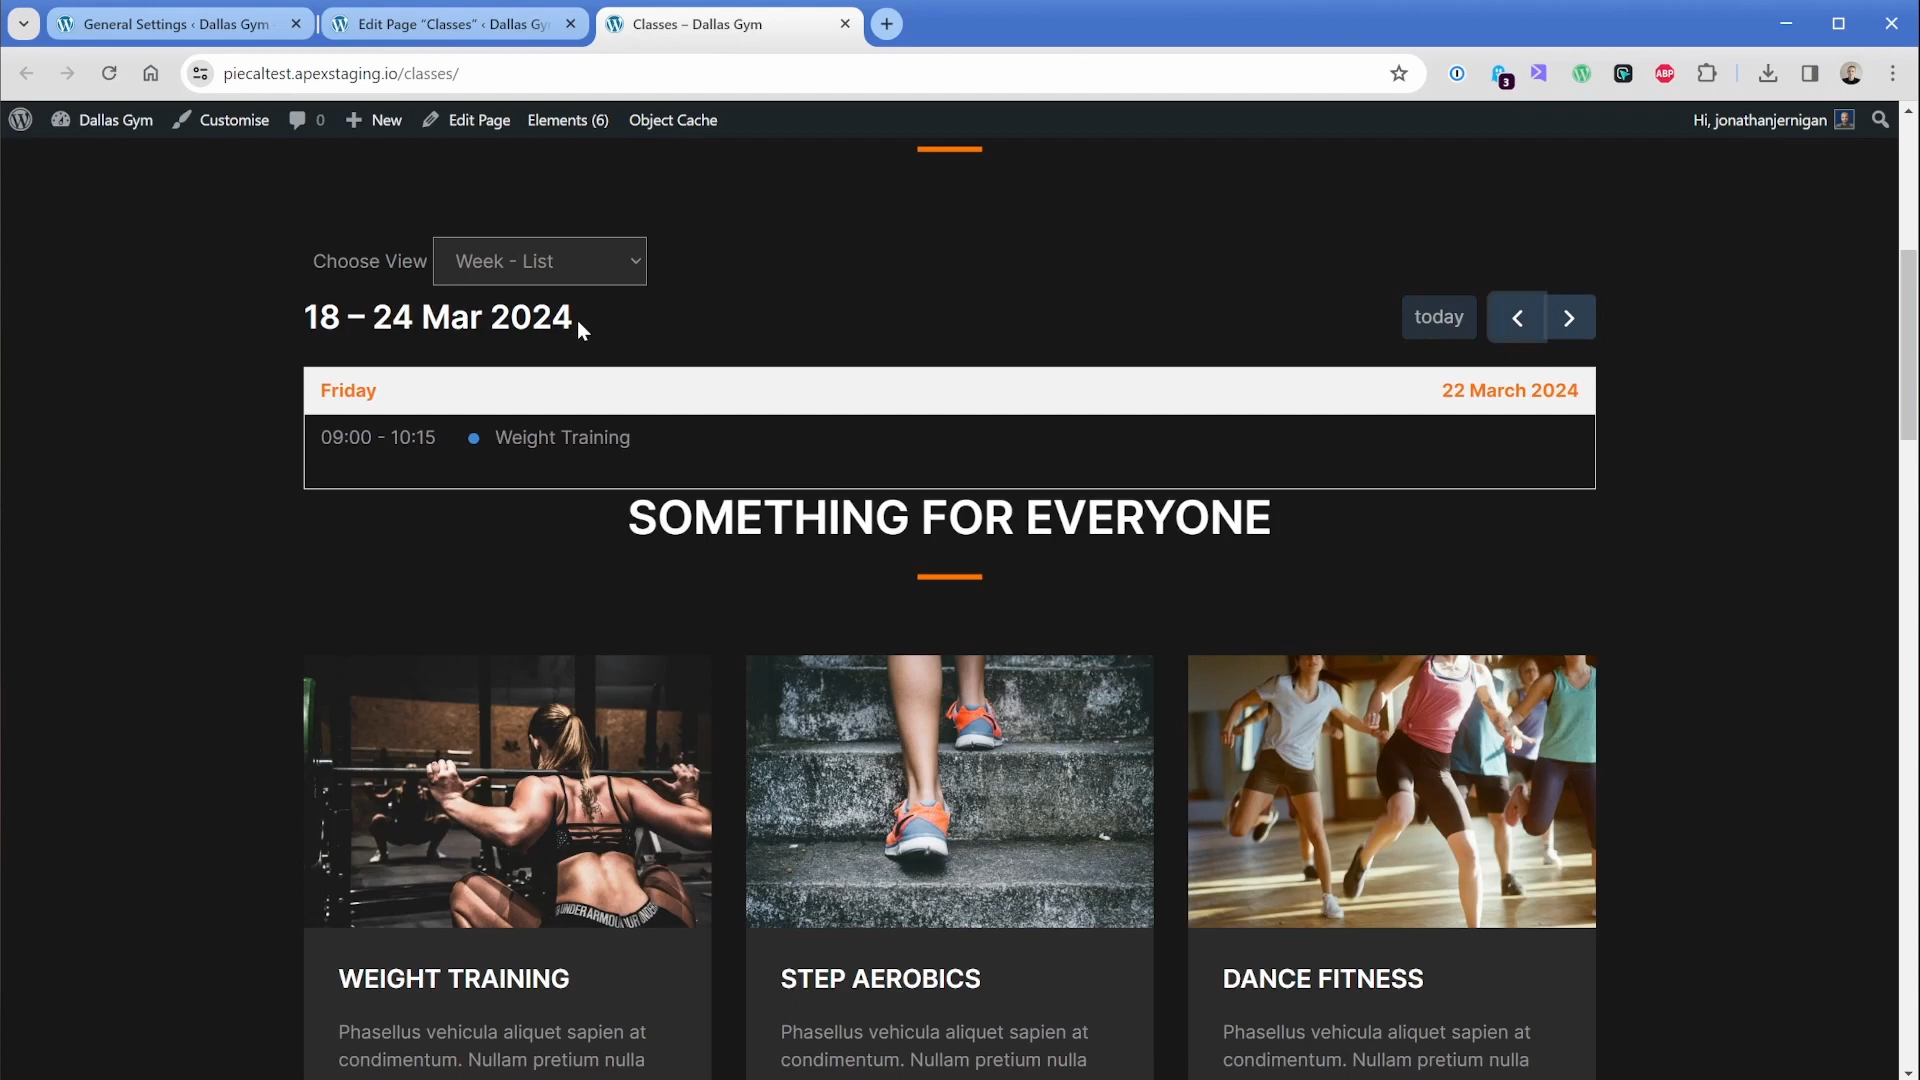 General Settings ‹ Dallas Gym
Edit Page “Classes” ‹ Dallas Gy
Classes – Dallas Gym
piecaltest.apexstaging.io/classes/
3
ABP
Dallas Gym
Customise
0
New
Edit Page
Elements (6)
Object Cache
Hi, jonathanjernigan
Choose View
Week - List
18 – 24 Mar 2024
today
Friday
22 March 2024
09:00 - 10:15
Weight Training
SOMETHING FOR EVERYONE
UNDER ARMOUR
WEIGHT TRAINING
Phasellus vehicula aliquet sapien at
condimentum. Nullam pretium nulla
STEP AEROBICS
Phasellus vehicula aliquet sapien at
condimentum. Nullam pretium nulla
DANCE FITNESS
Phasellus vehicula aliquet sapien at
condimentum. Nullam pretium nulla